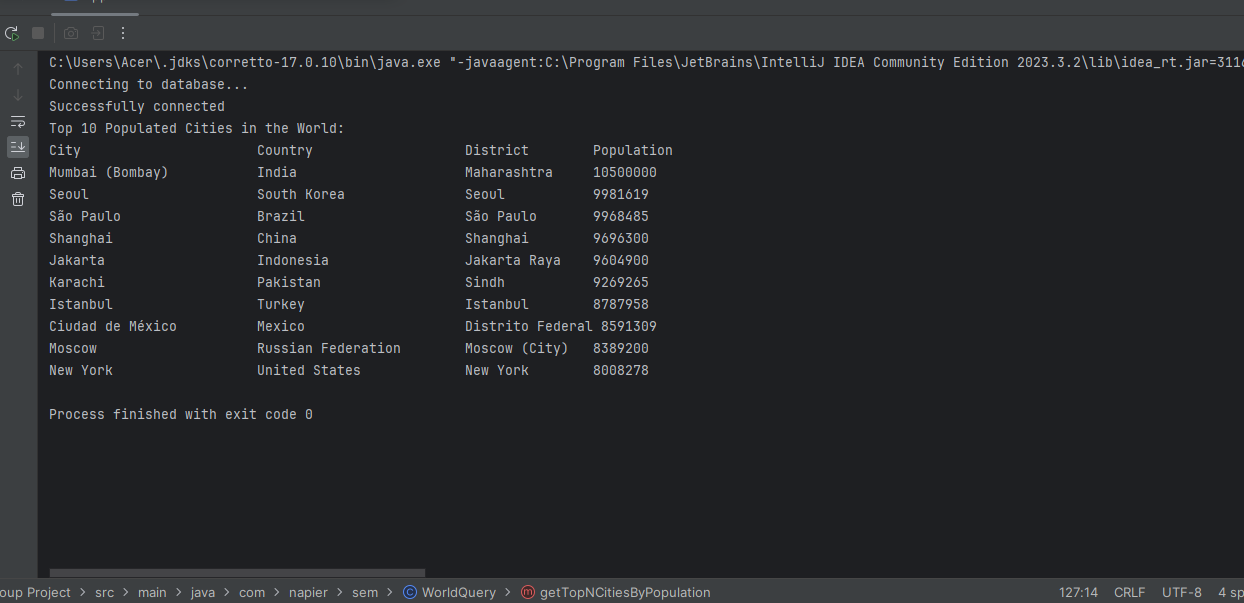 C:\Users\Acer\.jdks\corretto-17.0.10\bin\java.exe "-javaagent:C:\Program Files\JetBrains\IntelliJ IDEA Community Edition 2023.3.2\lib\idea_rt.jar=3116
Connecting to database...
Successfully connected
Top 10 Populated Cities in the World:
City Country District Population
Mumbai (Bombay) India Maharashtra 10500000
Seoul South Korea Seoul 9981619
São Paulo Brazil São Paulo 9968485
Shanghai China Shanghai 9696300
Jakarta Indonesia Jakarta Raya 9604900
Karachi Pakistan Sindh 9269265
Istanbul Turkey Istanbul 8787958
Ciudad de México Mexico Distrito Federal 8591309
Moscow Russian Federation Moscow (City) 8389200
New York United States New York 8008278
Process finished with exit code 0
oup Project > src > main > java > com > napier > sem > WorldQuery > getTopNCitiesByPopulation 127:14 CRLF UTF-8 4 sp